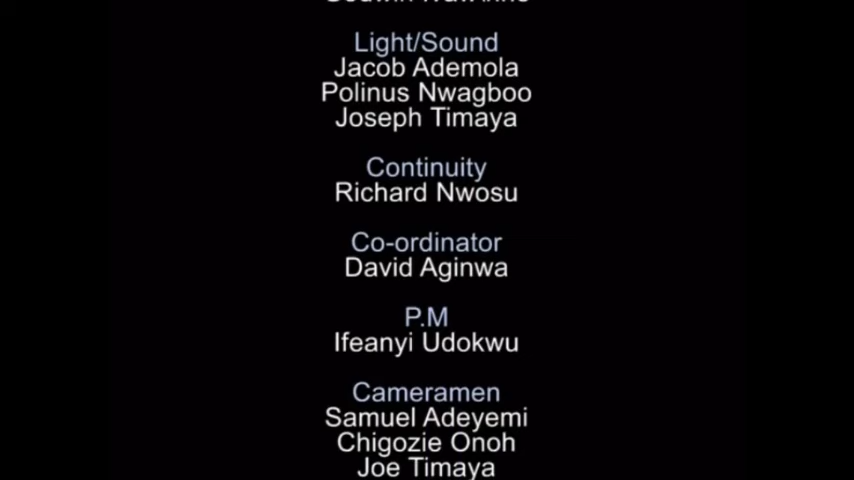 Light/Sound
Jacob Ademola
Polinus Nwagboo
Joseph Timaya
Continuity
Richard Nwosu
Co-ordinator
David Aginwa
P.M
Ifeanyi Udokwu
Cameramen
Samuel Adeyemi
Chigozie Onoh
Joe Timaya